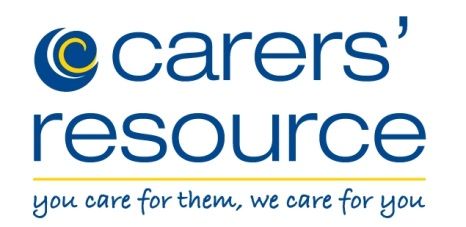 carers’
resource
you care for them, we care for you